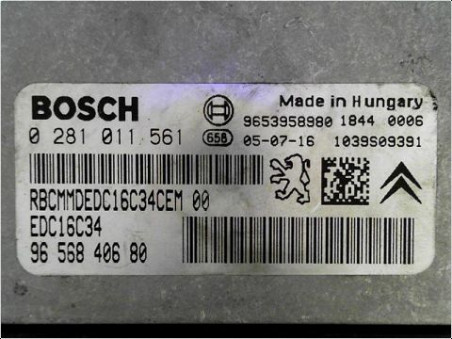 BOSCH
Made in Hungary
9653958980 1844 0006
0 281 011 561 65B 05-07-16 1039S09391
RBCMMDEDC16C34CEM 00
EDC16C34
96 568 406 80